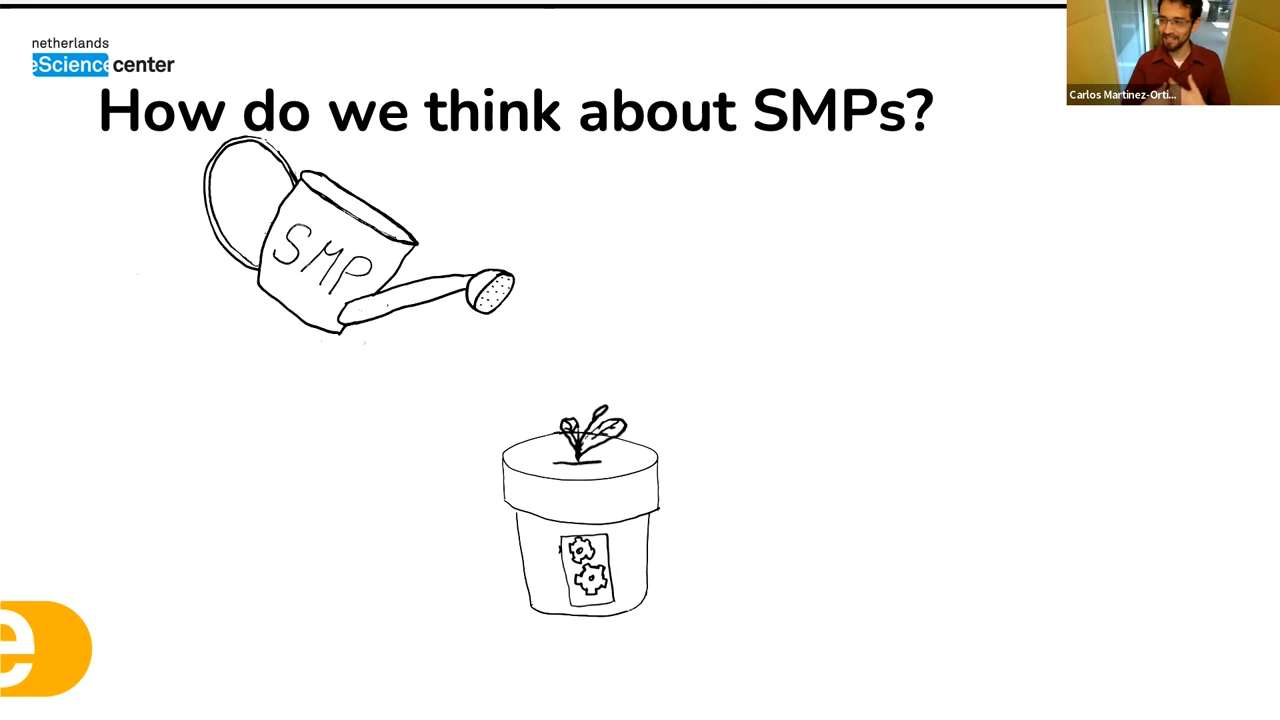 netherlands
eScience center
How do we think about SMPs?
Carlos Martinez-Orti...
SMP
e